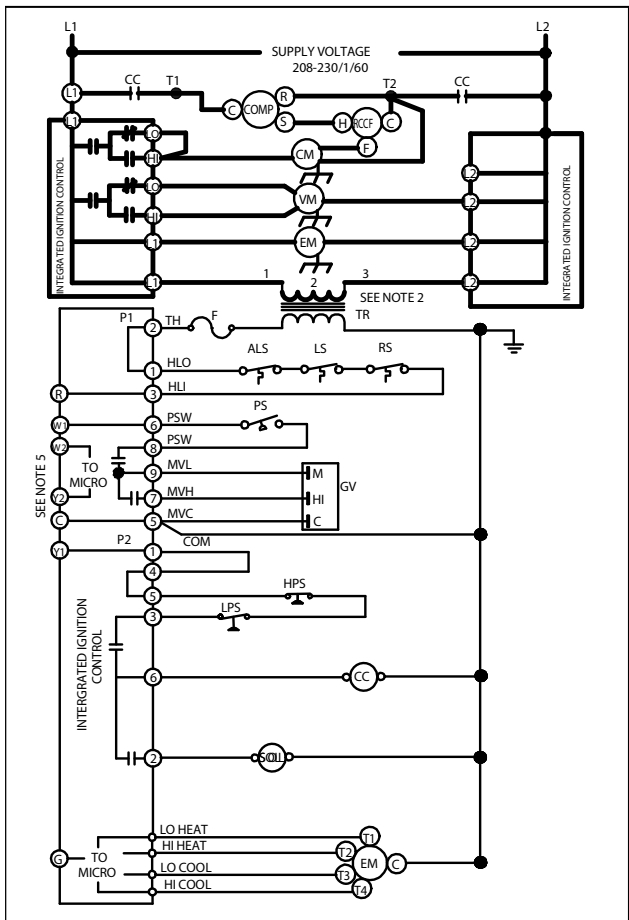 L1
L2
SUPPLY VOLTAGE
208-230/1/60
L1
CC
T1
C
COMP
R
S
H
RCCF
C
F
T2
CC
L1
LO
HI
CM
LO
HI
VM
L2
L2
L1
EM
L2
L1
1
2
3
L2
INTEGRATED IGNITION CONTROL
INTEGRATED IGNITION CONTROL
SEE NOTE 2
TR
P1
2
TH
F
1
HLO
ALS
LS
RS
R
3
HLI
W1
6
PSW
PS
W2
8
PSW
TO
MICRO
9
MVL
M
Y2
7
MVH
HI
GV
C
5
MVC
C
SEE NOTE 5
COM
Y1
P2
1
4
5
HPS
3
LPS
INTERGRATED IGNITION
CONTROL
6
CC
2
SOL
LO HEAT
T1
HI HEAT
T2
G
TO
MICRO
EM
C
LO COOL
T3
HI COOL
T4